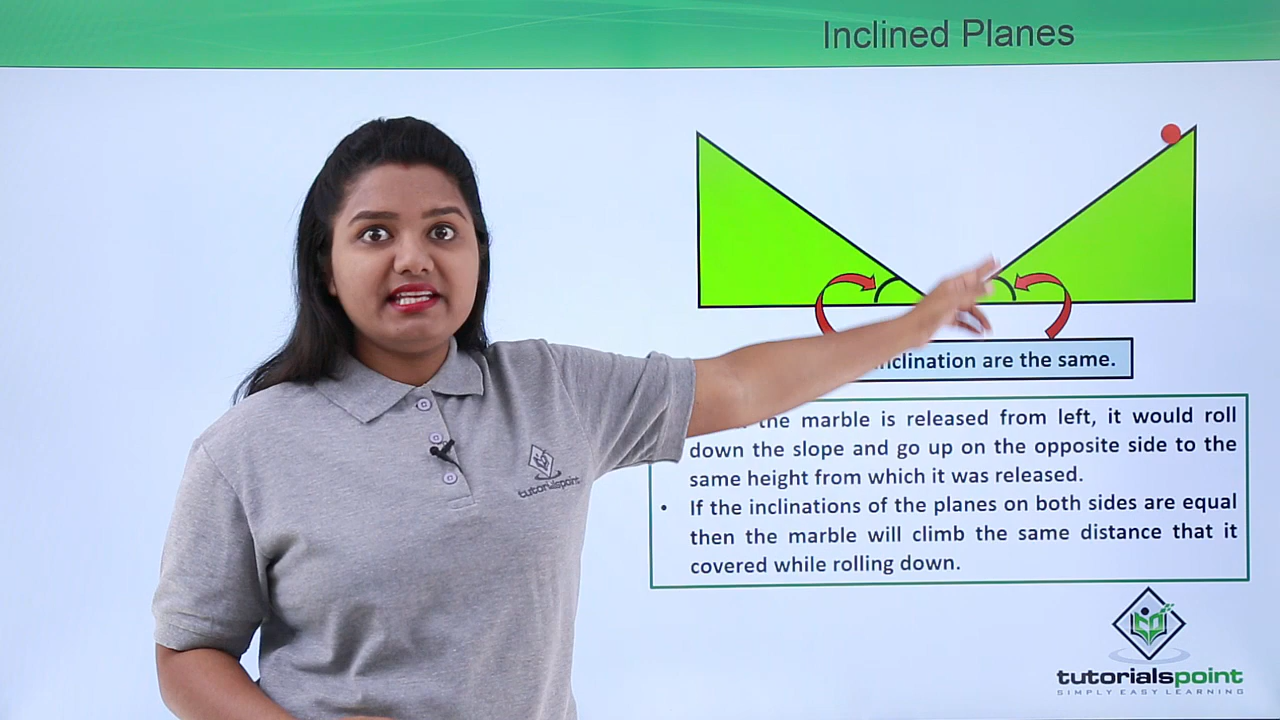 Inclined Planes
inclination are the same.
the marble is released from left, it would roll
down the slope and go up on the opposite side to the
same height from which it was released.
• If the inclinations of the planes on both sides are equal
then the marble will climb the same distance that it
covered while rolling down.
tutorialspoint
tutorialspoint
SIMPLY EASY LEARNING